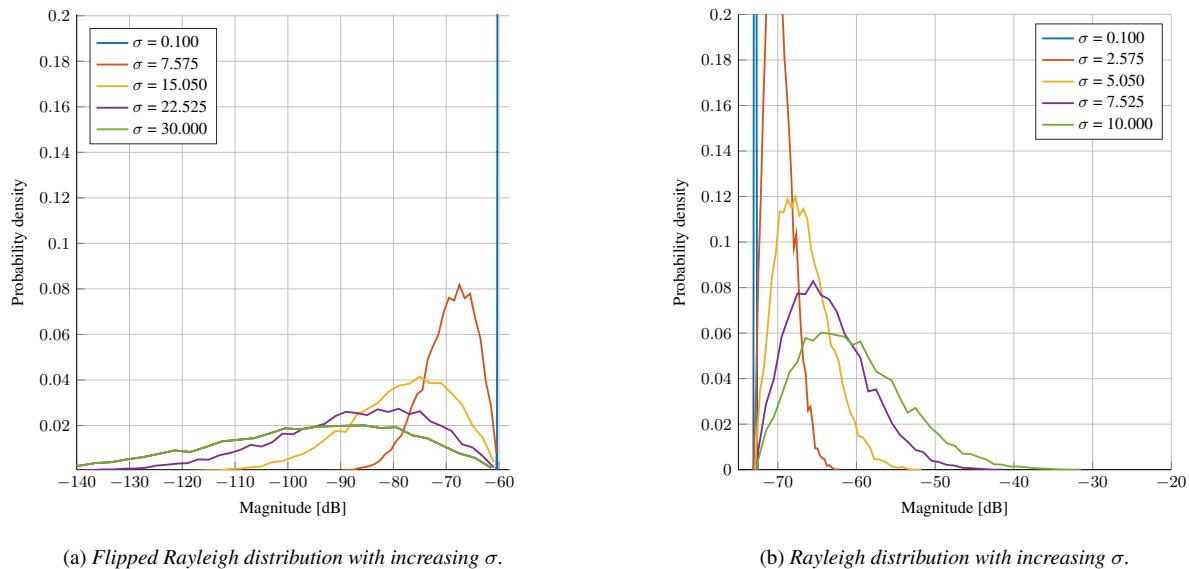 0.2
0.18
0.16
0.14
0.12
0.1
0.08
0.06
0.04
0.02
Probability density
σ = 0.100
σ = 7.575
σ = 15.050
σ = 22.525
σ = 30.000
−140 −130 −120 −110 −100 −90 −80 −70 −60
Magnitude [dB]
(a) Flipped Rayleigh distribution with increasing σ.
0.2
0.18
0.16
0.14
0.12
0.1
0.08
0.06
0.04
0.02
0
Probability density
σ = 0.100
σ = 2.575
σ = 5.050
σ = 7.525
σ = 10.000
−70 −60 −50 −40 −30 −20
Magnitude [dB]
(b) Rayleigh distribution with increasing σ.